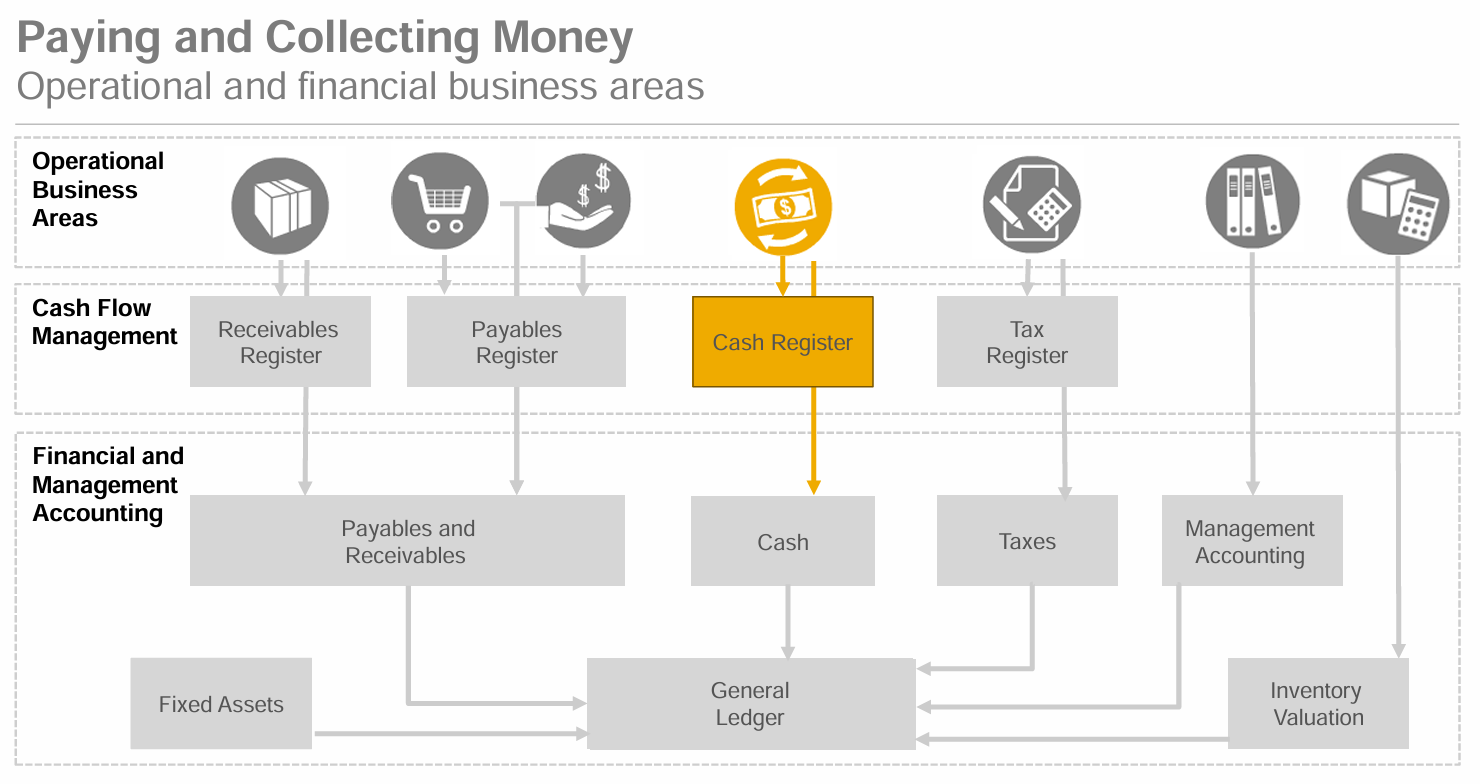 Paying and Collecting Money
Operational and financial business areas
Operational
Business
Areas
$
$
$
Cash Flow
Management
Receivables
Register
Payables
Register
Cash Register
Tax
Register
Financial and
Management
Accounting
Payables and
Receivables
Cash
Taxes
Management
Accounting
Fixed Assets
General
Ledger
Inventory
Valuation